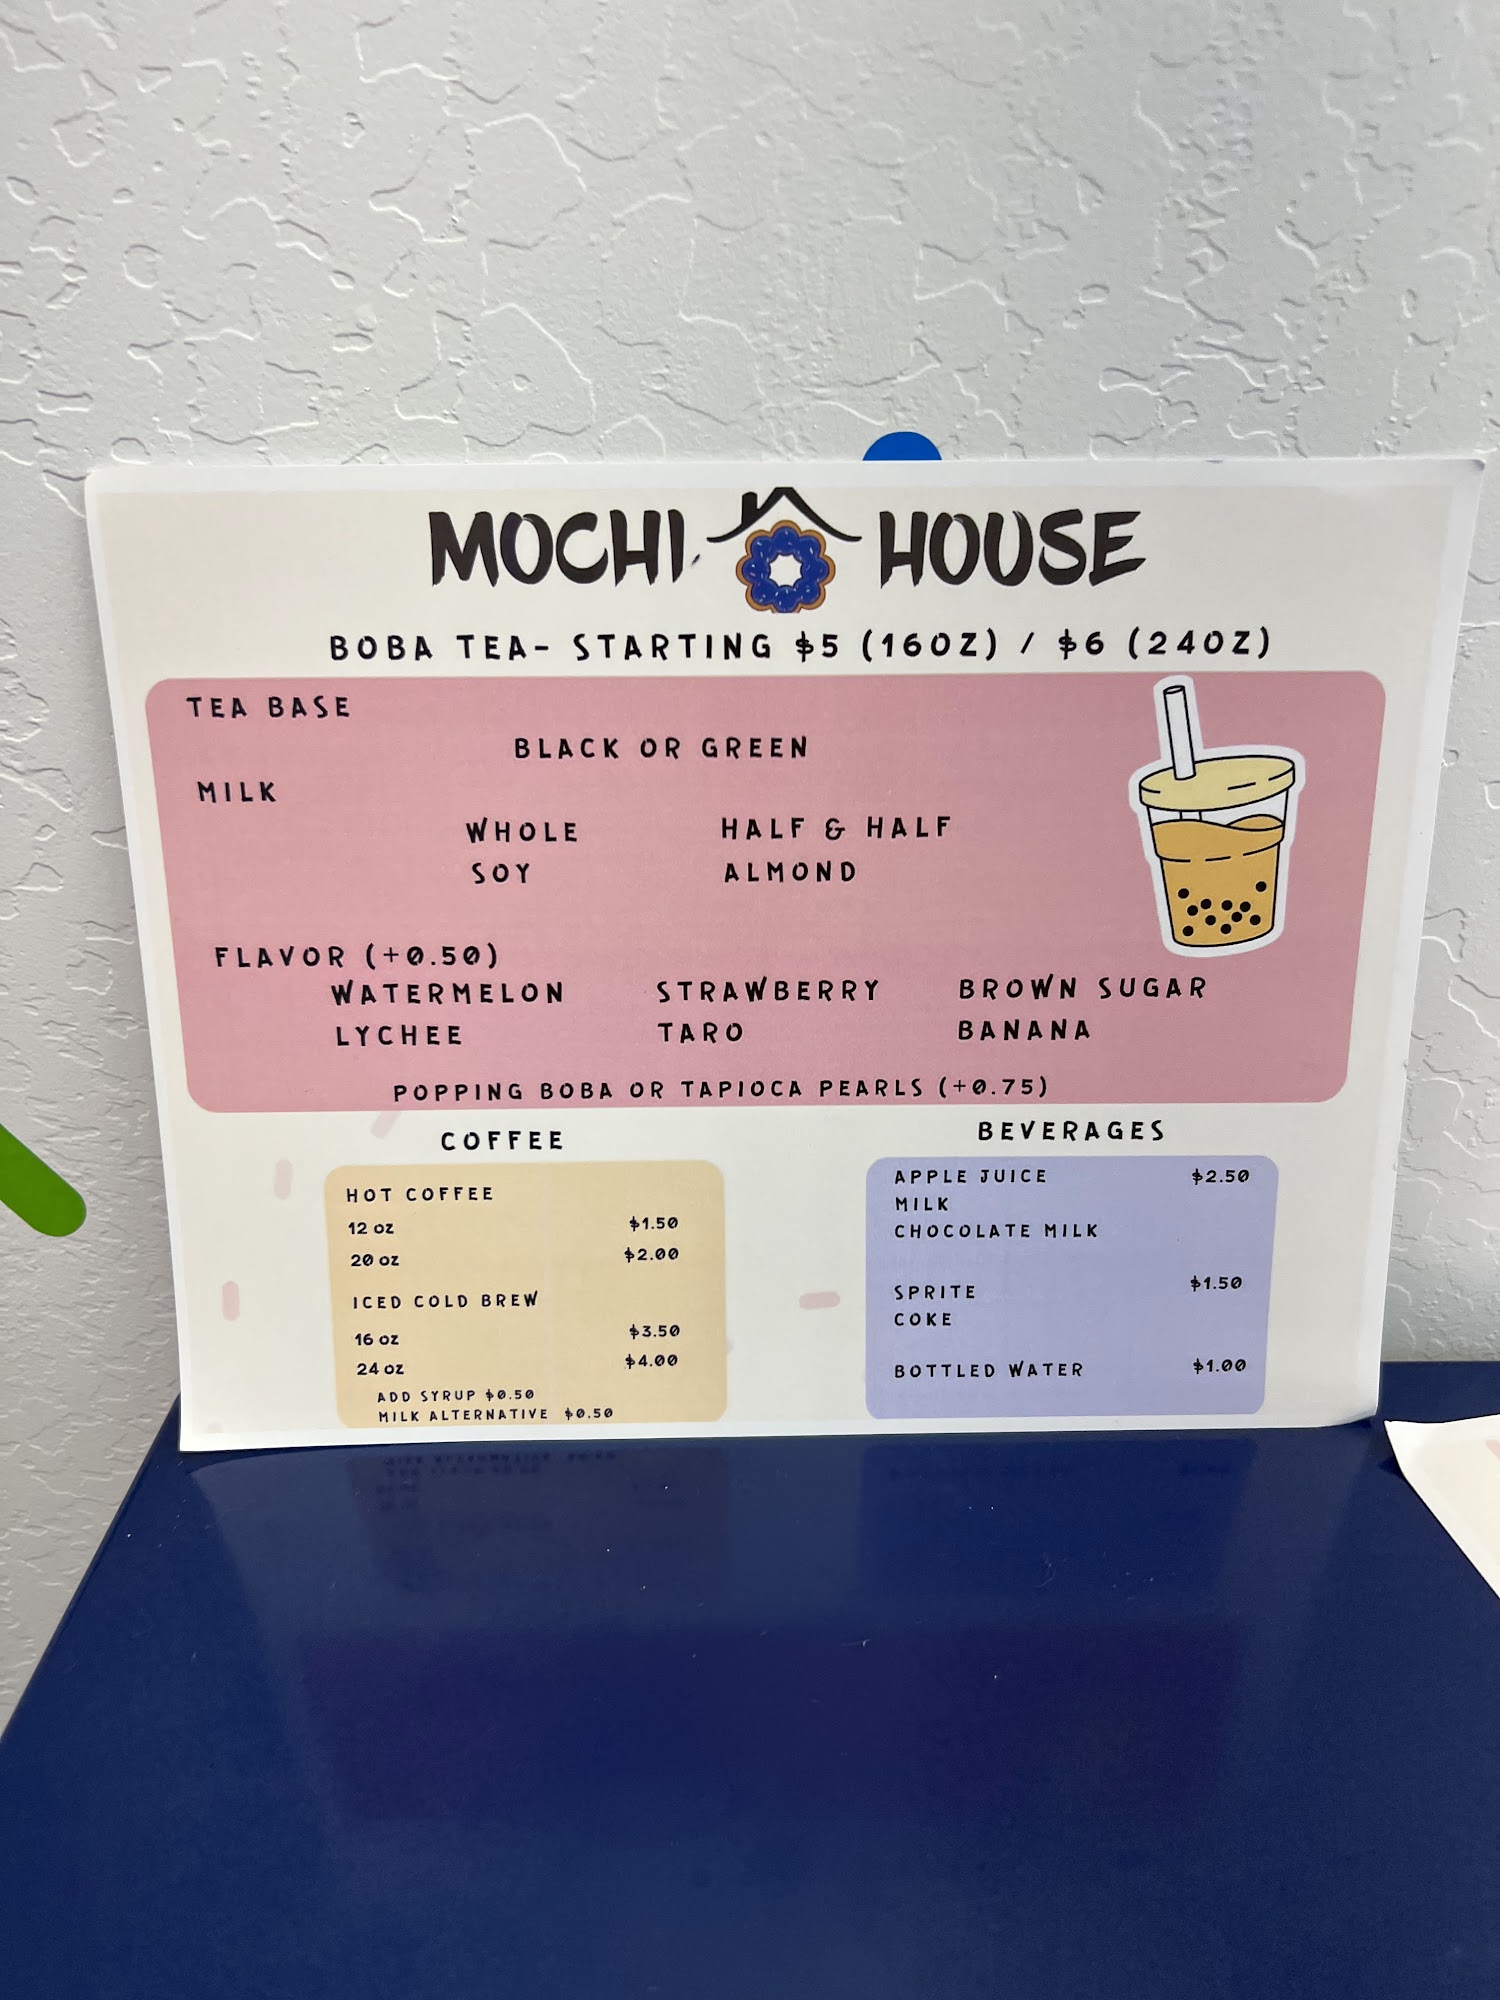 MOCHI HOUSE
BOBA TEA- STARTING $5 (16OZ) / $6 (24OZ)
TEA BASE
BLACK OR GREEN
MILK
WHOLE HALF & HALF
SOY ALMOND
FLAVOR (+0.50)
WATERMELON STRAWBERRY BROWN SUGAR
LYCHEE TARO BANANA
POPPING BOBA OR TAPIOCA PEARLS (+0.75)
COFFEE
HOT COFFEE
12 OZ $1.50
20 OZ $2.00
ICED COLD BREW
16 OZ $3.50
24 OZ $4.00
ADD SYRUP $0.50
MILK ALTERNATIVE $0.50
BEVERAGES
APPLE JUICE $2.50
MILK
CHOCOLATE MILK
SPRITE $1.50
COKE
BOTTLED WATER $1.00